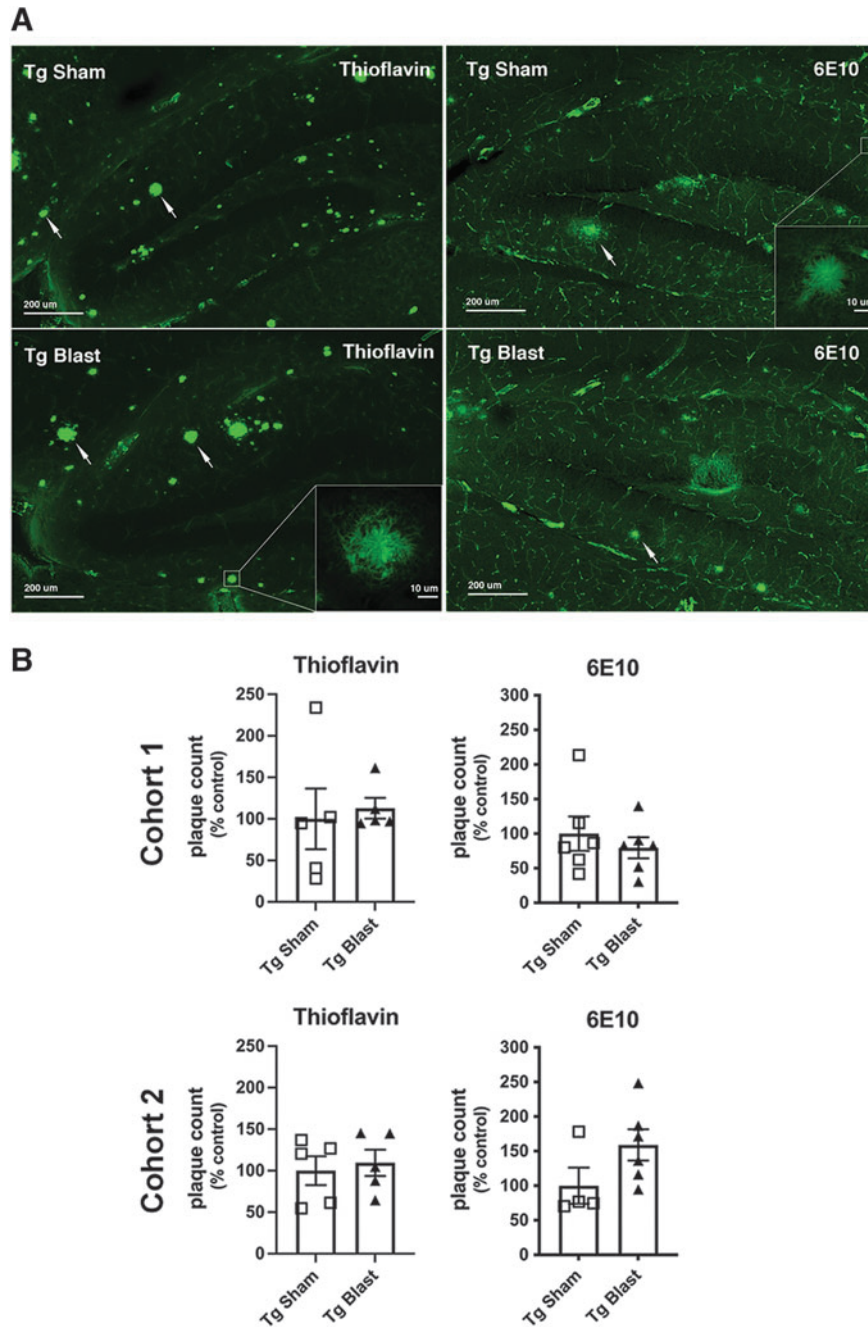 A
Tg Sham
Thioflavin
200 um
Tg Sham
6E10
200 um
10 um
Tg Blast
Thioflavin
200 um
10 um
Tg Blast
6E10
200 um
B
Cohort 1
Thioflavin
plaque count
(% control)
250
200
150
100
50
0
Tg Sham
Tg Blast
6E10
plaque count
(% control)
300
250
200
150
100
50
0
Tg Sham
Tg Blast
Cohort 2
Thioflavin
plaque count
(% control)
250
200
150
100
50
0
Tg Sham
Tg Blast
6E10
plaque count
(% control)
300
250
200
150
100
50
0
Tg Sham
Tg Blast